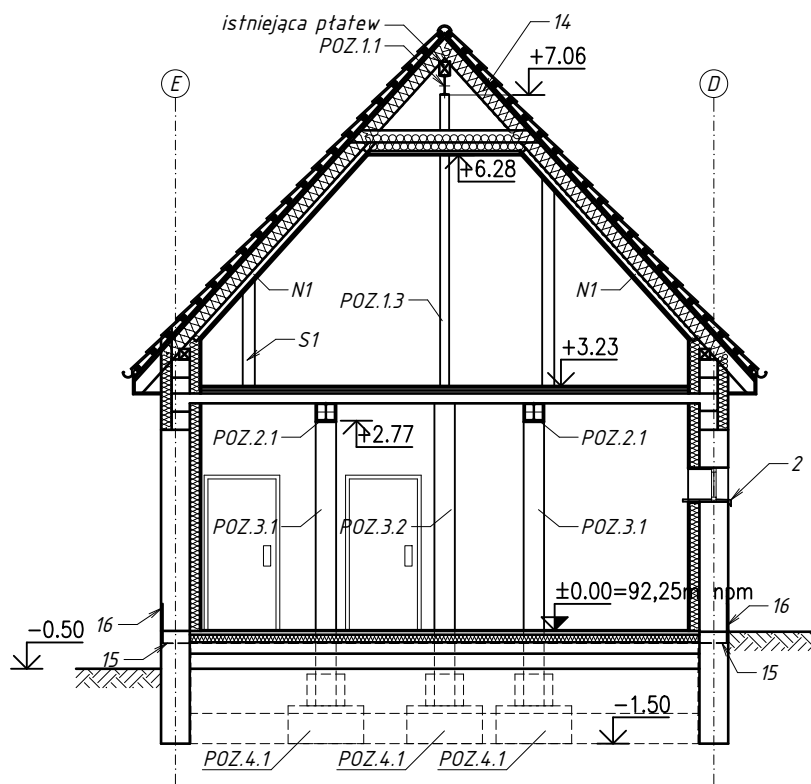 istniejąca płatew
POZ.1.1
14
+7.06
E
D
+6.28
N1
POZ.1.3
N1
S1
+3.23
POZ.2.1
+2.77
POZ.2.1
2
POZ.3.1
POZ.3.2
POZ.3.1
±0.00=92,25m npm
16
16
-0.50
15
15
-1.50
POZ.4.1
POZ.4.1
POZ.4.1